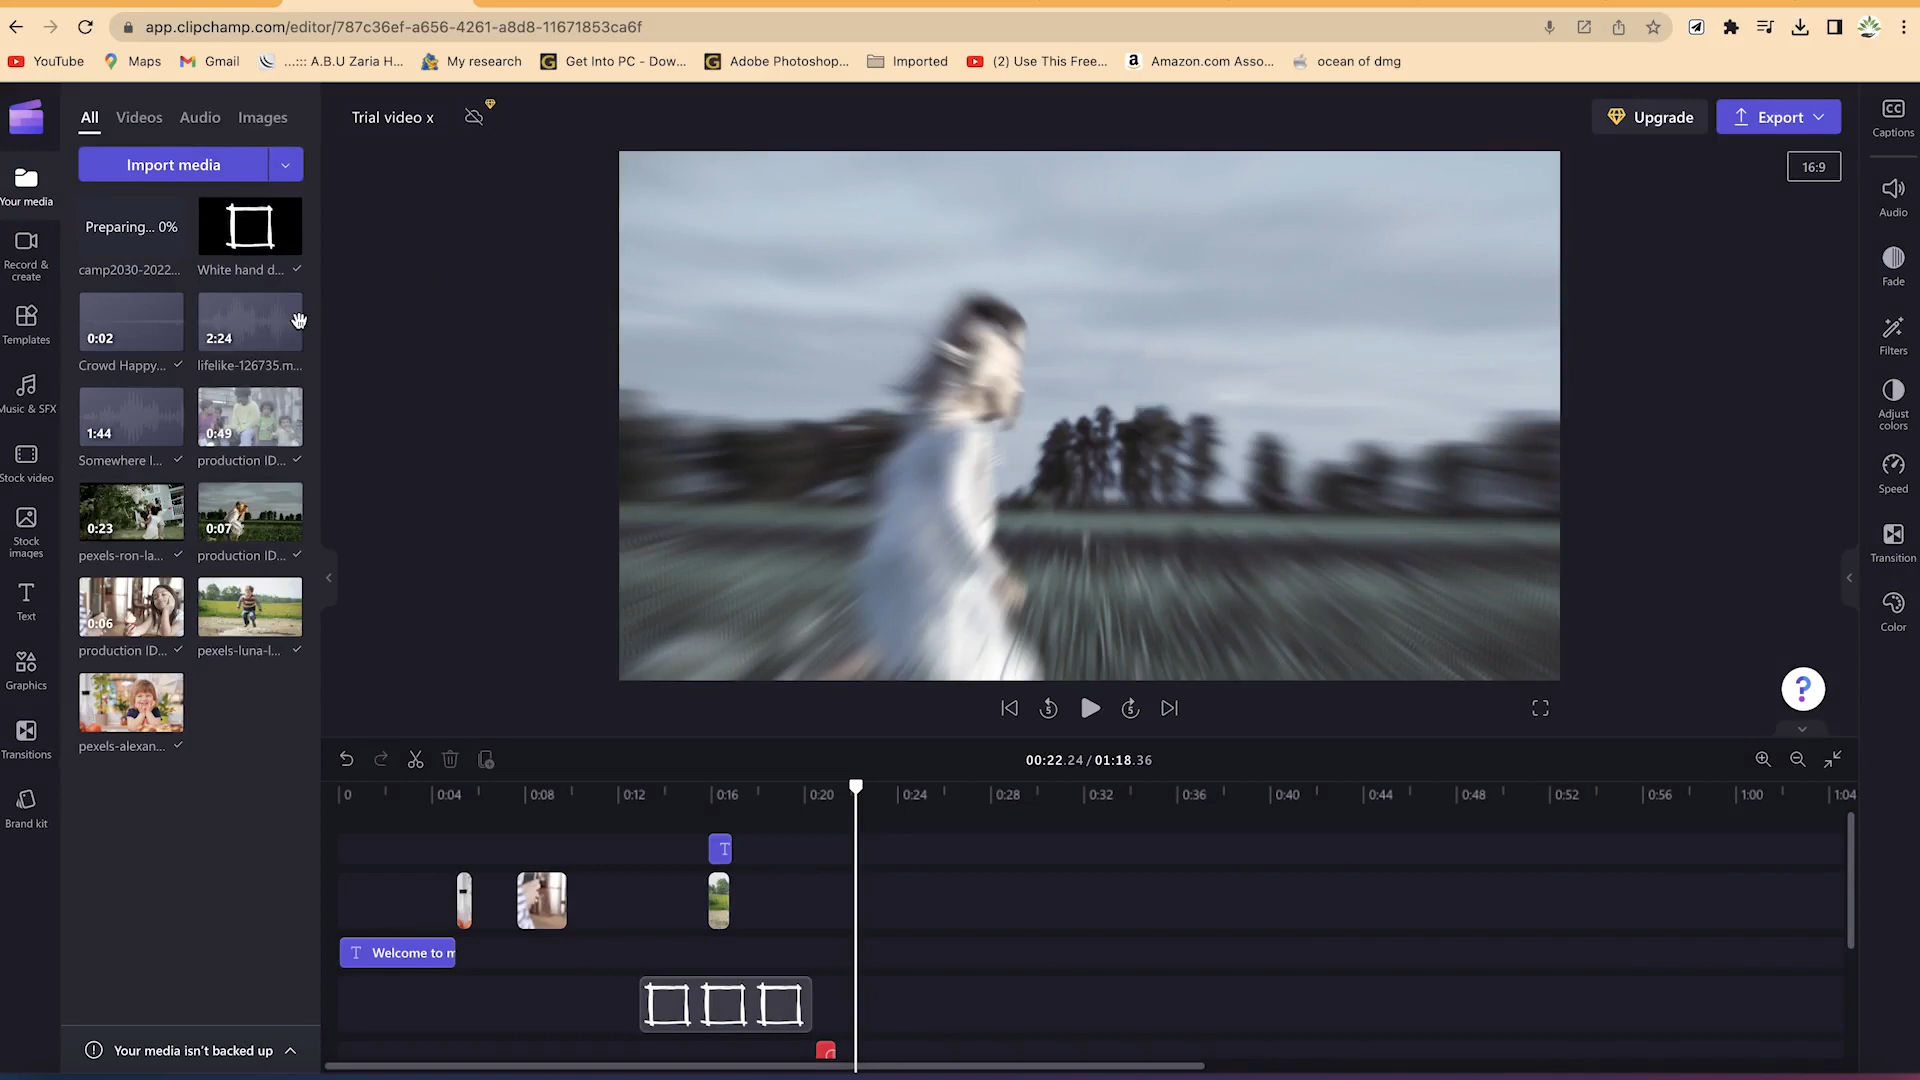 app.clipchamp.com/editor/787c36ef-a656-4261-a8d8-11671853ca6f
YouTube Maps Gmail ...::: A.B.U Zaria H... My research Get Into PC - Dow... Adobe Photoshop... Imported (2) Use This Free... Amazon.com Asso... ocean of dmg
All Videos Audio Images
Trial video x
Upgrade
Export
CC
Captions
Import media
16:9
Your media
Preparing... 0%
camp2030-2022... White hand d...
Audio
Record &
create
Fade
0:02 2:24
Crowd Happy... lifelike-126735.m...
Templates
Filters
Music & SFX
1:44 0:49
Somewhere I... production ID...
Adjust
colors
Stock video
Speed
0:23 0:07
pexels-ron-la... production ID...
Stock
images
Transition
Text
0:06
production ID... pexels-luna-l...
Color
Graphics
5 5
?
pexels-alexan...
Transitions
00:22.24 / 01:18.36
0 0:04 0:08 0:12 0:16 0:20 0:24 0:28 0:32 0:36 0:40 0:44 0:48 0:52 0:56 1:00 1:04
Brand kit
T
T Welcome to m
Your media isn't backed up